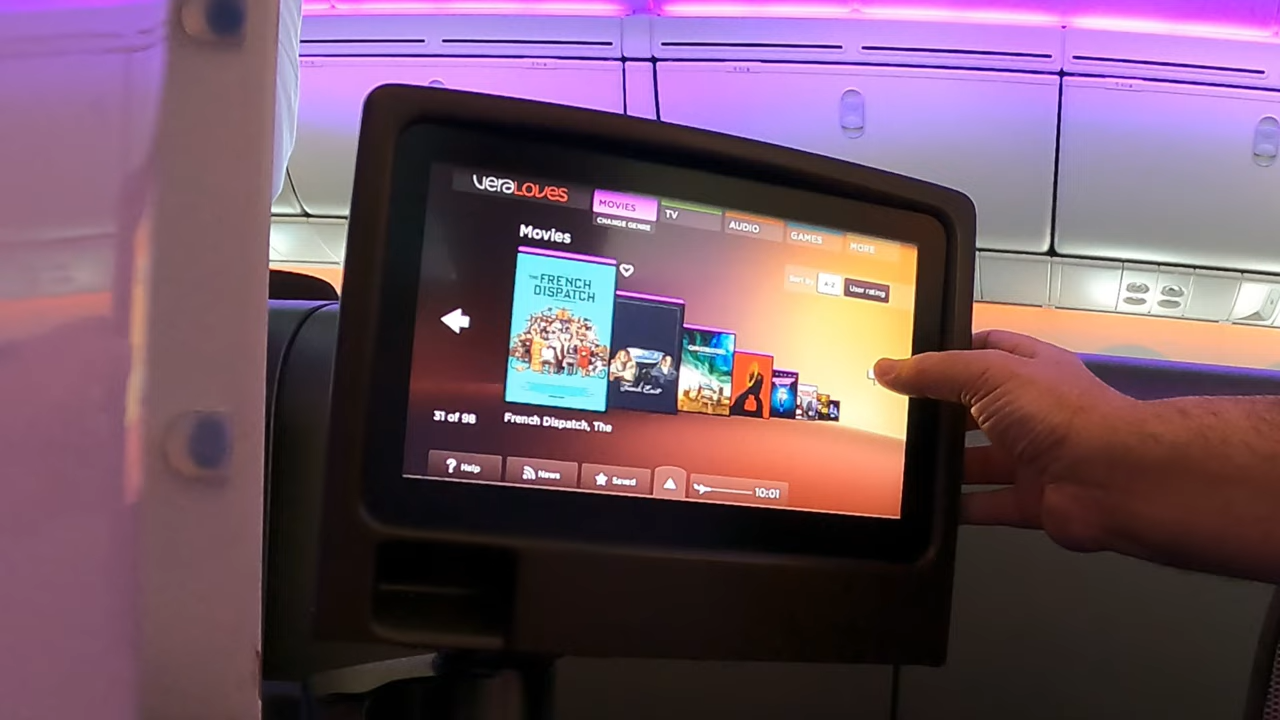 veraLOVES
MOVIES
TV
AUDIO
GAMES
MORE
CHANGE GENRE
Movies
Sort by
A-Z
User rating
THE FRENCH
DISPATCH
31 of 98
French Dispatch, The
Help
News
Saved
10:01